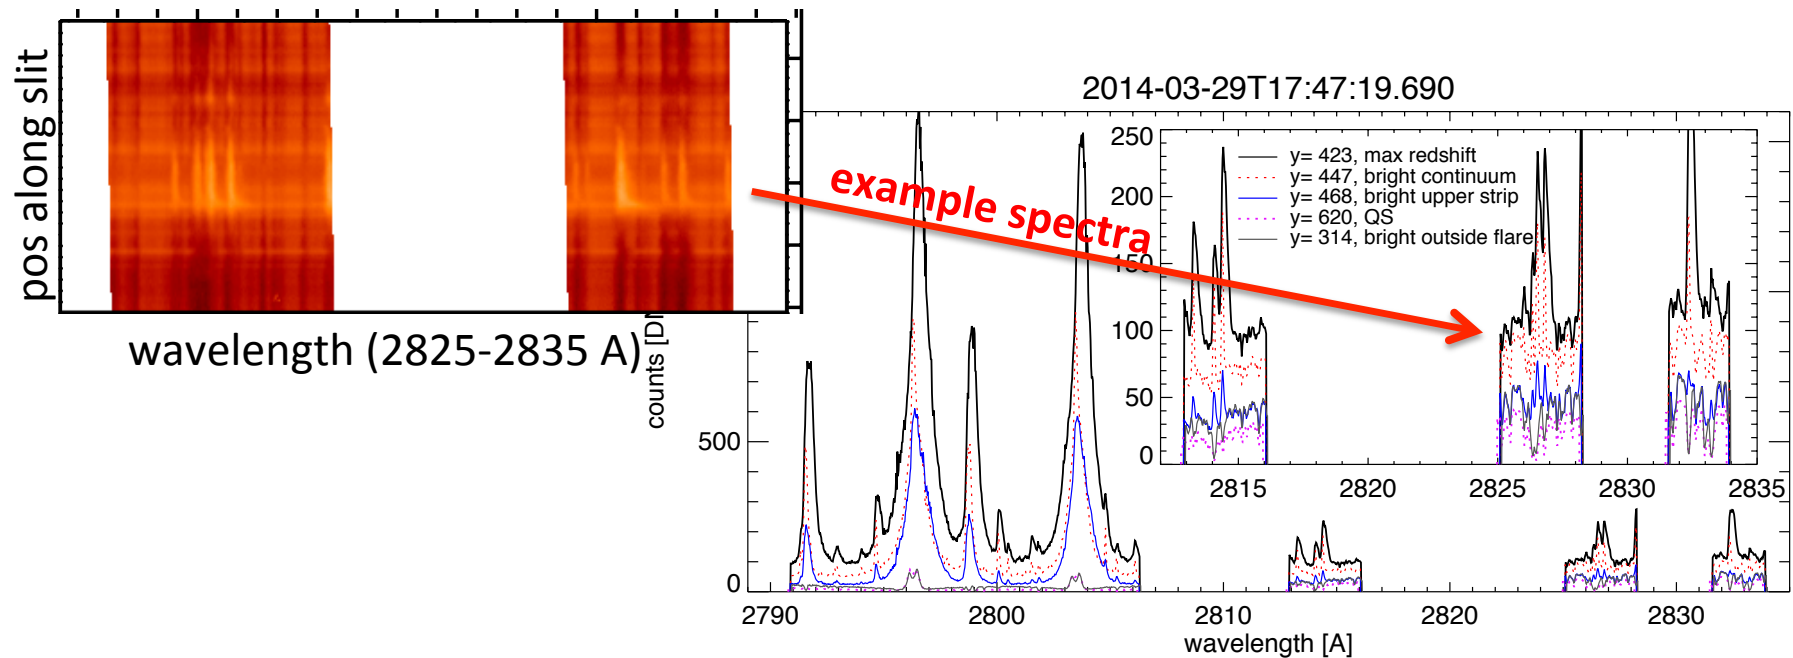 pos along slit
wavelength (2825-2835 A)
example spectra
2014-03-29T17:47:19.690
250
200
150
100
50
0
y= 423, max redshift
y= 447, bright continuum
y= 468, bright upper strip
y= 620, QS
y= 314, bright outside flare
2815
2820
2825
2830
2835
500
0
2790
2800
2810
2820
2830
wavelength [A]